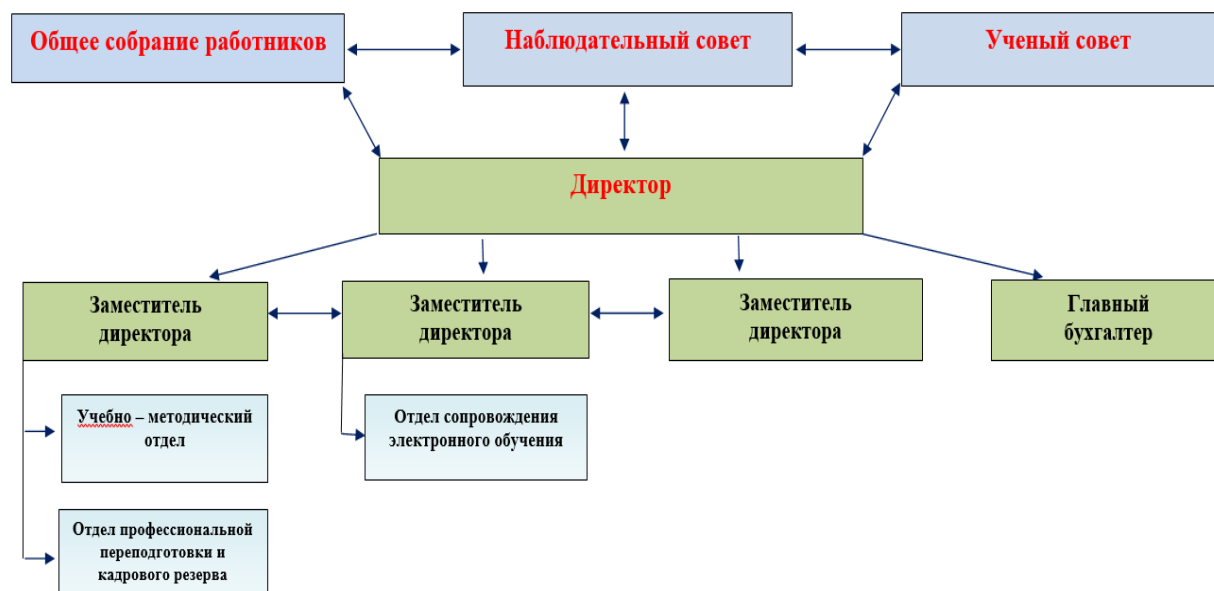 Общее собрание работников
Наблюдательный совет
Ученый совет
Директор
Заместитель
директора
Заместитель
директора
Заместитель
директора
Главный
бухгалтер
Учебно – методический
отдел
Отдел сопровождения
электронного обучения
Отдел профессиональной
переподготовки и
кадрового резерва